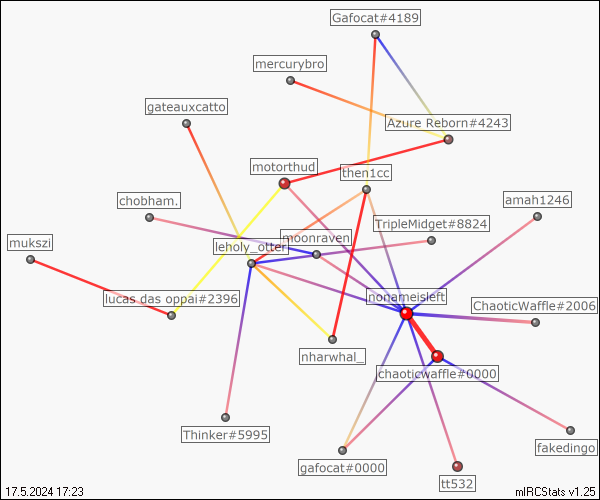 Gafocat#4189
mercurybro
gateauxcatto
Azure Reborn#4243
motorthud
then1cc
chobham.
amah1246
TripleMidget#8824
moonraven
leholy_otter
mukszi
lucas das oppai#2396
nonameisleft
ChaoticWaffle#2006
nharwhal_
chaoticwaffle#0000
Thinker#5995
fakedingo
gafocat#0000
tt532
17.5.2024 17:23
mIRCStats v1.25